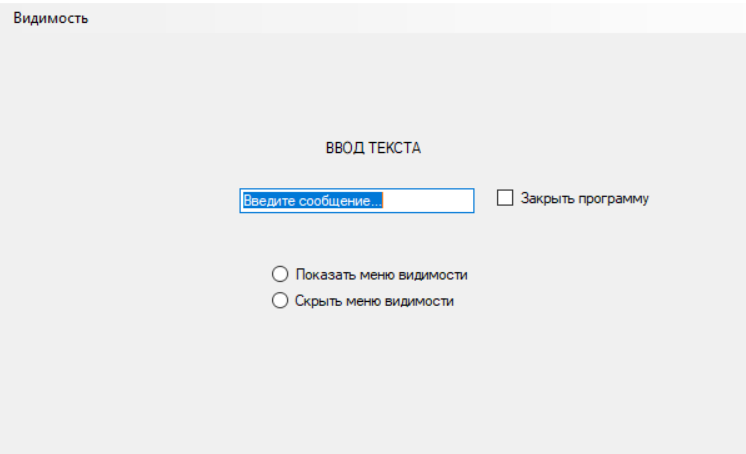 Видимость
ВВОД ТЕКСТА
Введите сообщение...
Закрыть программу
Показать меню видимости
Скрыть меню видимости